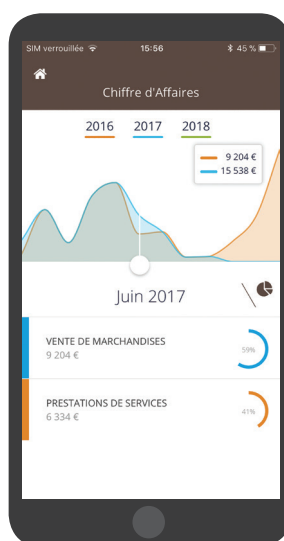 SIM verrouillée 15:56 45 %
Chiffre d'Affaires
2016 2017 2018
9 204 €
15 538 €
Juin 2017
VENTE DE MARCHANDISES
9 204 €
59%
PRESTATIONS DE SERVICES
6 334 €
41%